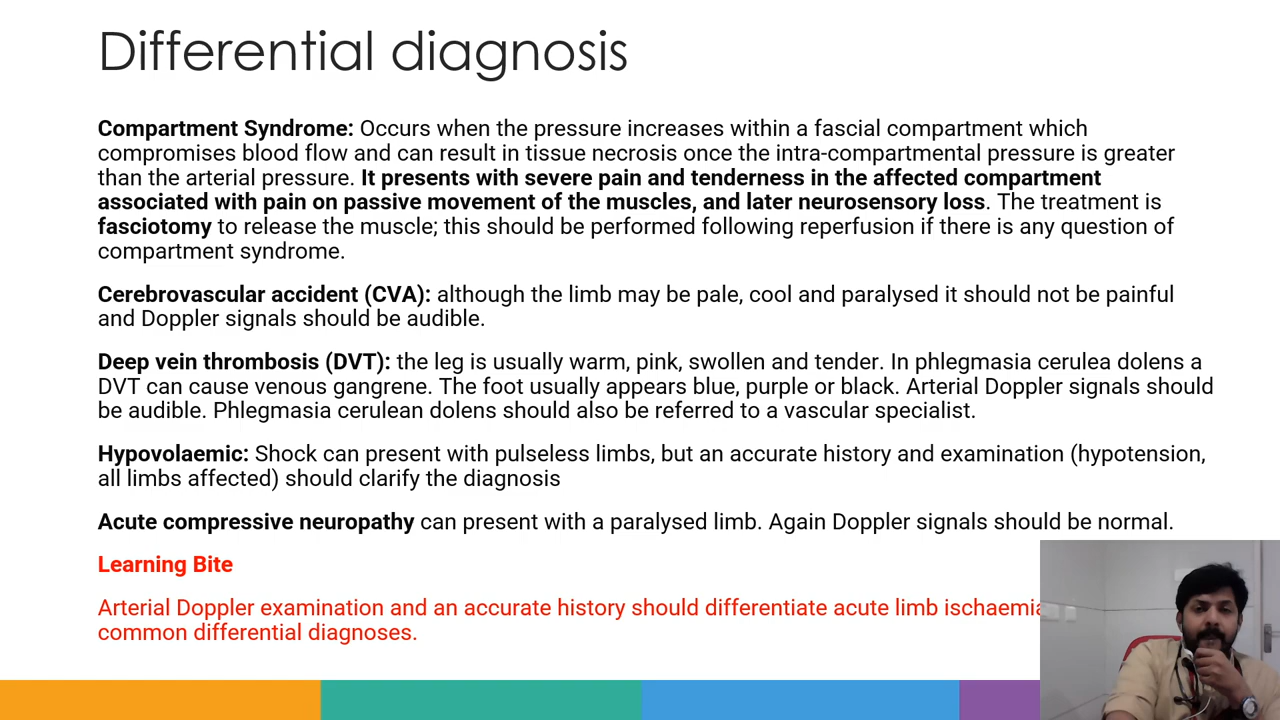 Differential diagnosis
Compartment Syndrome: Occurs when the pressure increases within a fascial compartment which
compromises blood flow and can result in tissue necrosis once the intra-compartmental pressure is greater
than the arterial pressure. It presents with severe pain and tenderness in the affected compartment
associated with pain on passive movement of the muscles, and later neurosensory loss. The treatment is
fasciotomy to release the muscle; this should be performed following reperfusion if there is any question of
compartment syndrome.
Cerebrovascular accident (CVA): although the limb may be pale, cool and paralysed it should not be painful
and Doppler signals should be audible.
Deep vein thrombosis (DVT): the leg is usually warm, pink, swollen and tender. In phlegmasia cerulea dolens a
DVT can cause venous gangrene. The foot usually appears blue, purple or black. Arterial Doppler signals should
be audible. Phlegmasia cerulean dolens should also be referred to a vascular specialist.
Hypovolaemic: Shock can present with pulseless limbs, but an accurate history and examination (hypotension,
all limbs affected) should clarify the diagnosis
Acute compressive neuropathy can present with a paralysed limb. Again Doppler signals should be normal.
Learning Bite
Arterial Doppler examination and an accurate history should differentiate acute limb ischaemia
common differential diagnoses.